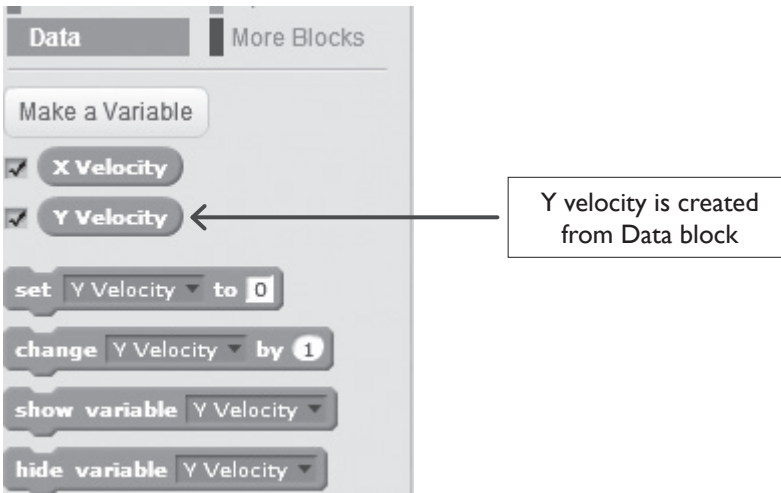 Data More Blocks
Make a Variable
X Velocity
Y Velocity
Y velocity is created
from Data block
set Y Velocity to 0
change Y Velocity by 1
show variable Y Velocity
hide variable Y Velocity